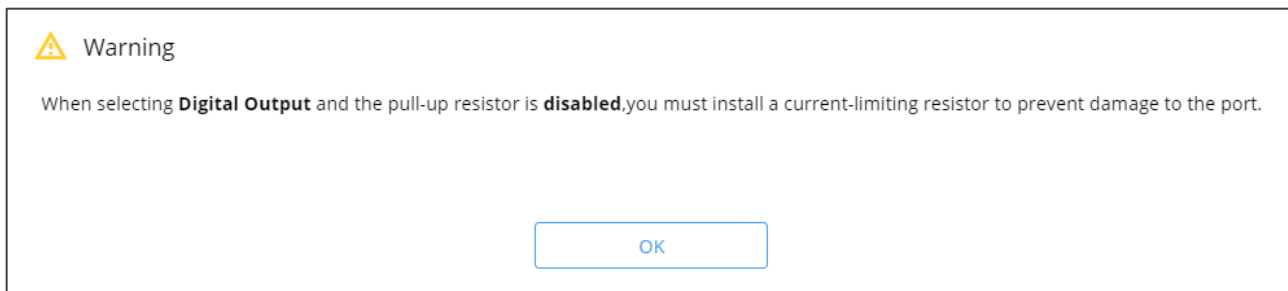 Warning
When selecting Digital Output and the pull-up resistor is disabled,you must install a current-limiting resistor to prevent damage to the port.
OK